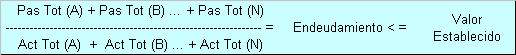 Pas Tot (A) + Pas Tot (B) ... + Pas Tot (N)
---------------------------------------------------------------- = Endeudamiento < = Valor Establecido
Act Tot (A) + Act Tot (B) ... + Act Tot (N)